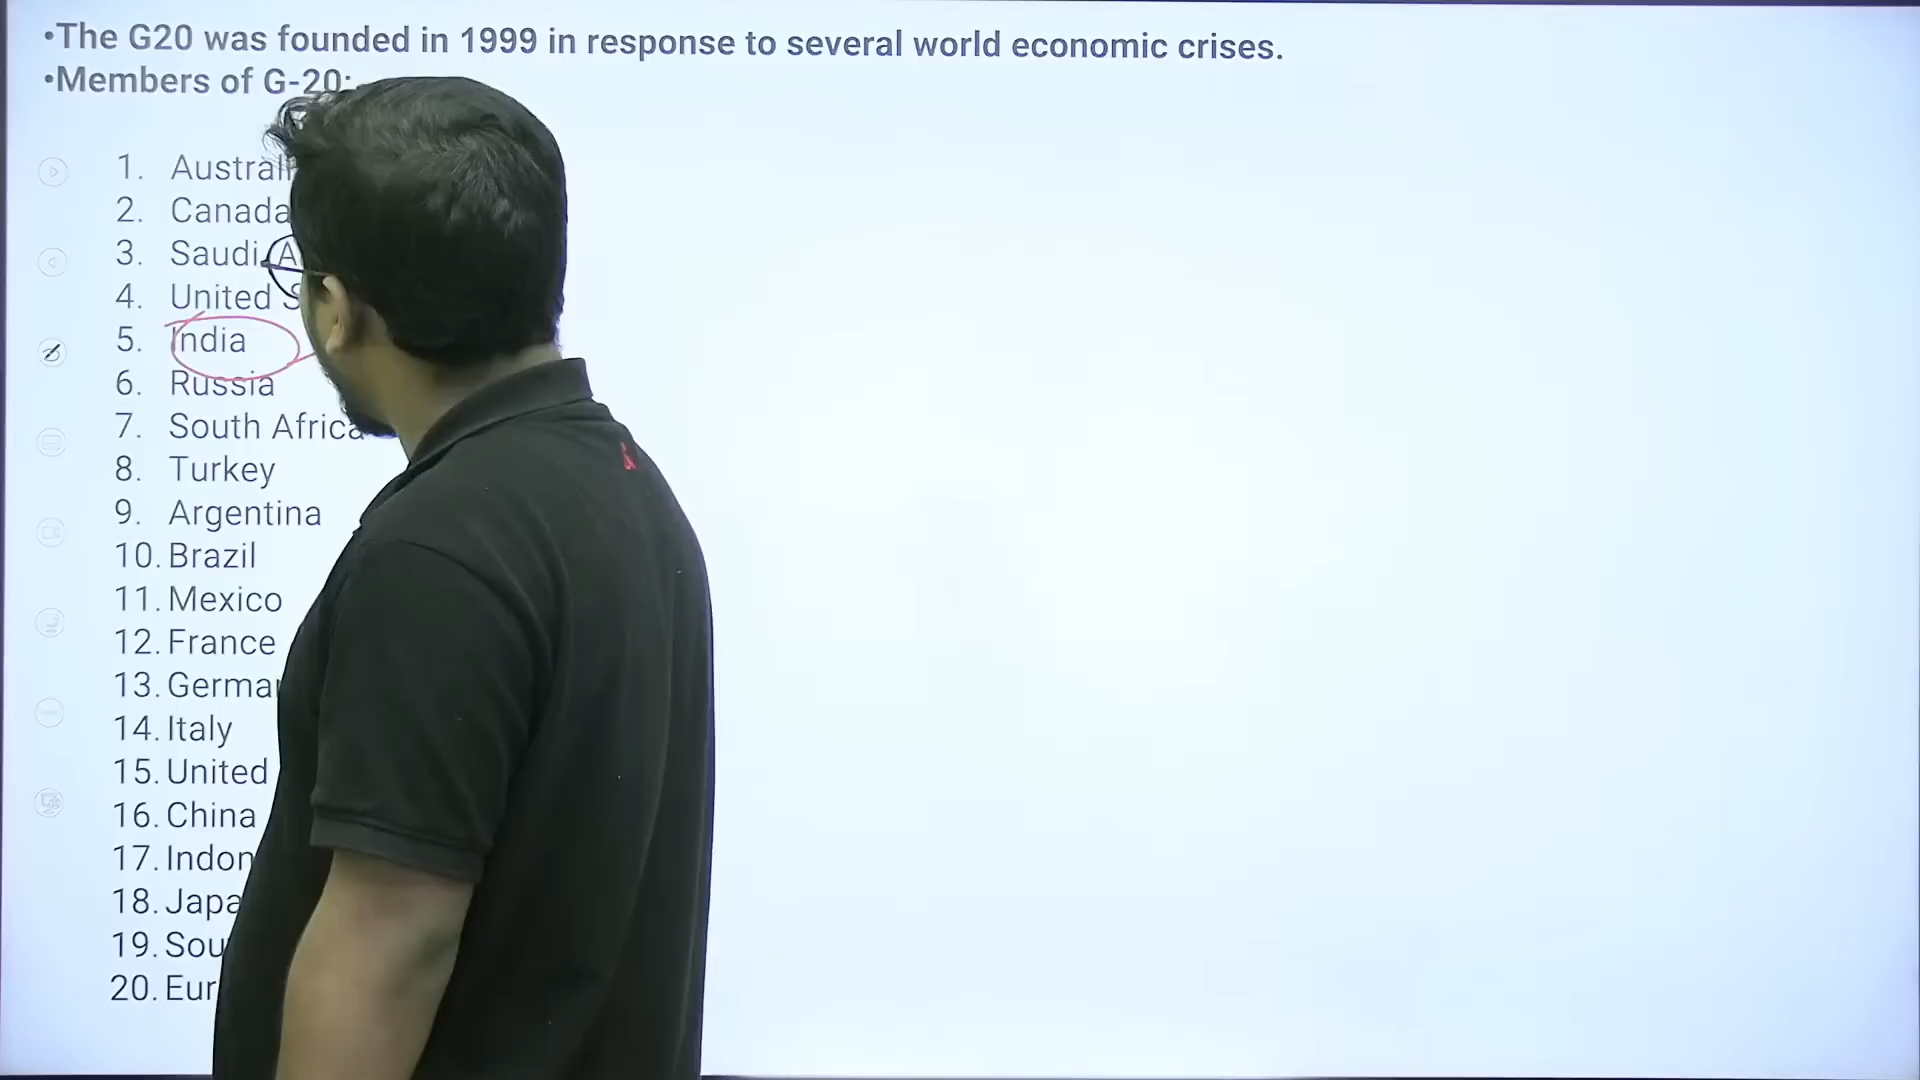 •The G20 was founded in 1999 in response to several world economic crises.
•Members of G-20:
1. Australi
2. Canada
3. Saudi A
4. United S
5. India
6. Russia
7. South Africa
8. Turkey
9. Argentina
10. Brazil
11. Mexico
12. France
13. German
14. Italy
15. United
16. China
17. Indon
18. Japa
19. Sou
20. Eur